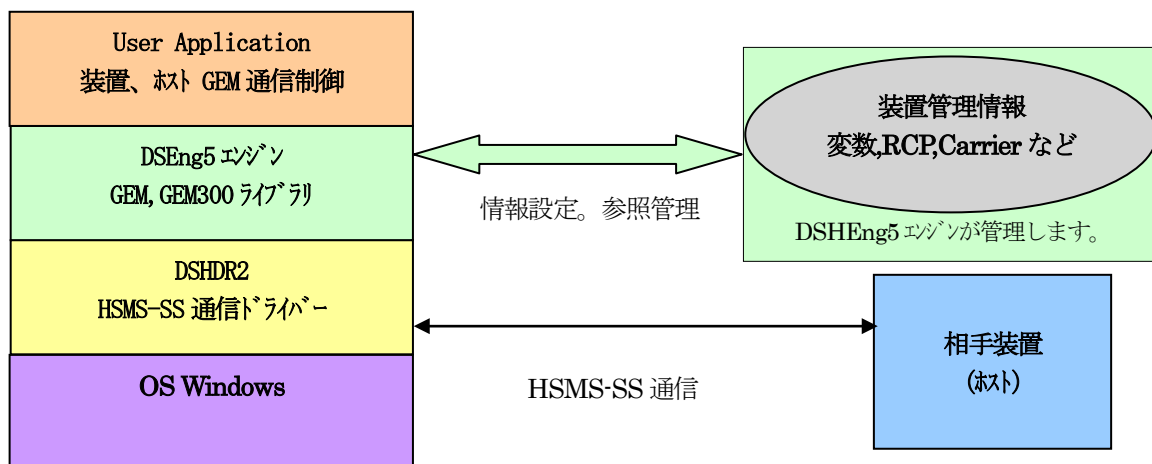 User Application
装置、ﾎｽﾄ GEM 通信制御
DSEng5 ｴﾝｼﾞﾝ
GEM,GEM300 ﾗｲﾌﾞﾗﾘ
DSHDR2
HSMS-SS 通信ﾄﾞﾗｲﾊﾞｰ
OS Windows
情報設定。参照管理
装置管理情報
変数,RCP,Carrier など
DSHEng5 ｴﾝｼﾞﾝが管理します。
HSMS-SS 通信
相手装置
(ﾎｽﾄ)